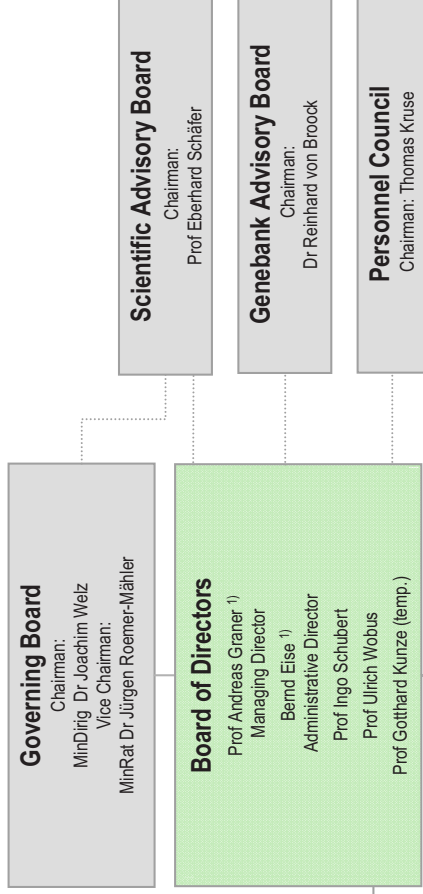 Governing Board
Chairman:
MinDirig Dr Joachim Welz
Vice Chairman:
MinRat Dr Jürgen Roemer-Mähler
Board of Directors
Prof Andreas Graner 1)
Managing Director
Bernd Eise 1)
Administrative Director
Prof Ingo Schubert
Prof Ulrich Wobus
Prof Gotthard Kunze (temp.)
Scientific Advisory Board
Chairman:
Prof Eberhard Schäfer
Genebank Advisory Board
Chairman:
Dr Reinhard von Broock
Personnel Council
Chairman: Thomas Kruse